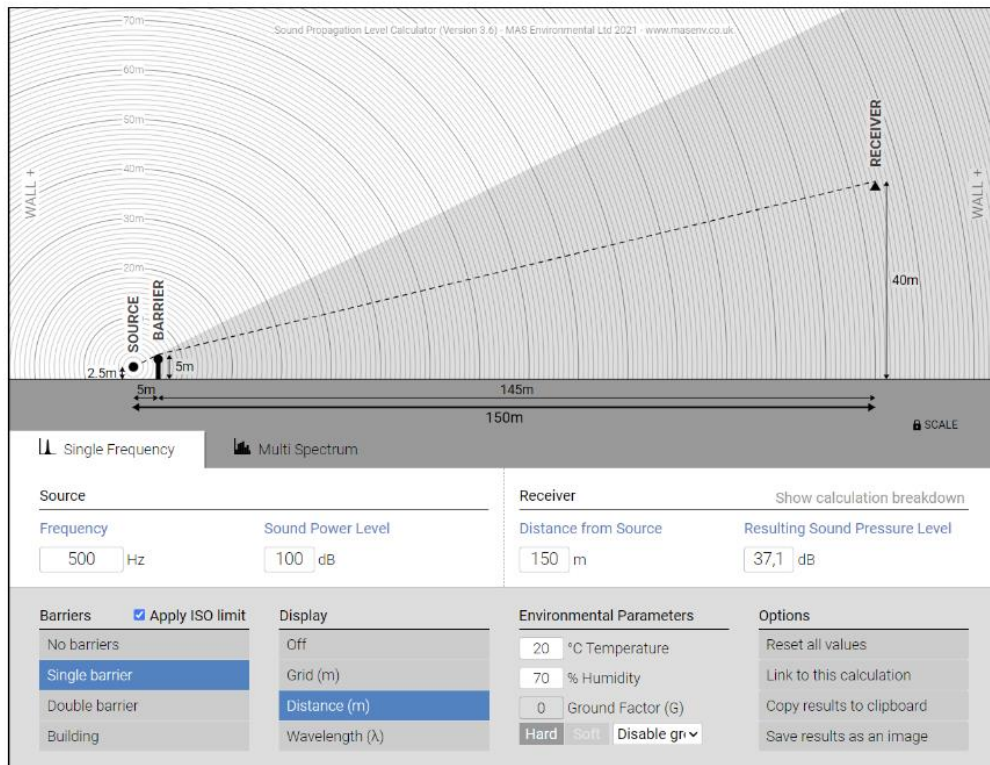 70m
Sound Propagation Level Calculator (Version 3.6) - MAS Environmental Ltd 2021 - www.masenv.co.uk
60m
50m
40m
30m
20m
WALL +
WALL +
RECEIVER
SOURCE
BARRIER
40m
2.5m
5m
5m
145m
150m
SCALE
Single Frequency
Multi Spectrum
Source
Receiver
Show calculation breakdown
Frequency
Sound Power Level
Distance from Source
Resulting Sound Pressure Level
500 Hz
100 dB
150 m
37,1 dB
Barriers
Apply ISO limit
Display
Environmental Parameters
Options
No barriers
Off
20 °C Temperature
Reset all values
Single barrier
Grid (m)
70 % Humidity
Link to this calculation
Double barrier
Distance (m)
0 Ground Factor (G)
Copy results to clipboard
Building
Wavelength (λ)
Hard Soft Disable gr
Save results as an image